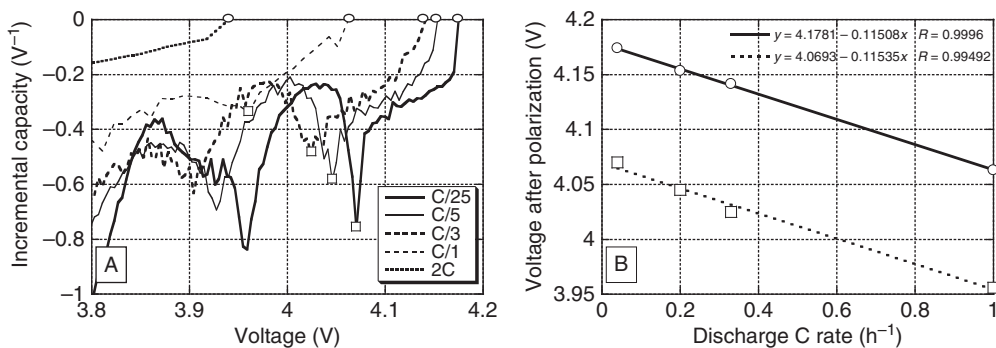 Incremental capacity (V⁻¹)
0
−0.2
−0.4
−0.6
−0.8
−1
3.8
3.9
4
4.1
4.2
Voltage (V)
A
C/25
C/5
C/3
C/1
2C
Voltage after polarization (V)
4.2
4.15
4.1
4.05
4
3.95
0
0.2
0.4
0.6
0.8
1
Discharge C rate (h⁻¹)
B
y = 4.1781−0.11508x R = 0.9996
y = 4.0693−0.11535x R = 0.99492